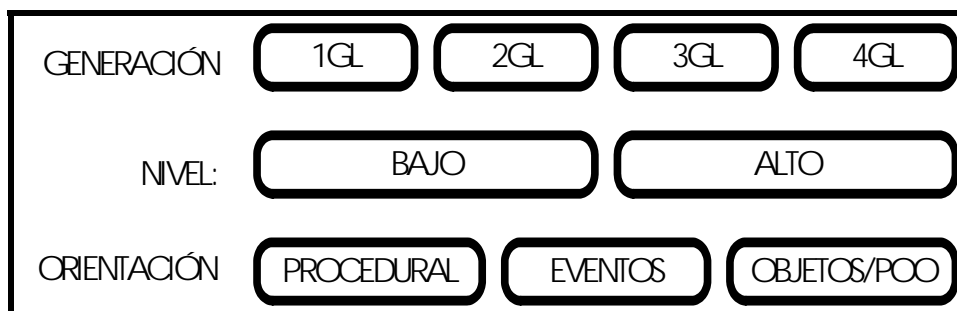 GENERACIÓN 1GL 2GL 3GL 4GL
NIVEL: BAJO ALTO
ORIENTACIÓN PROCEDURAL EVENTOS OBJETOS/POO